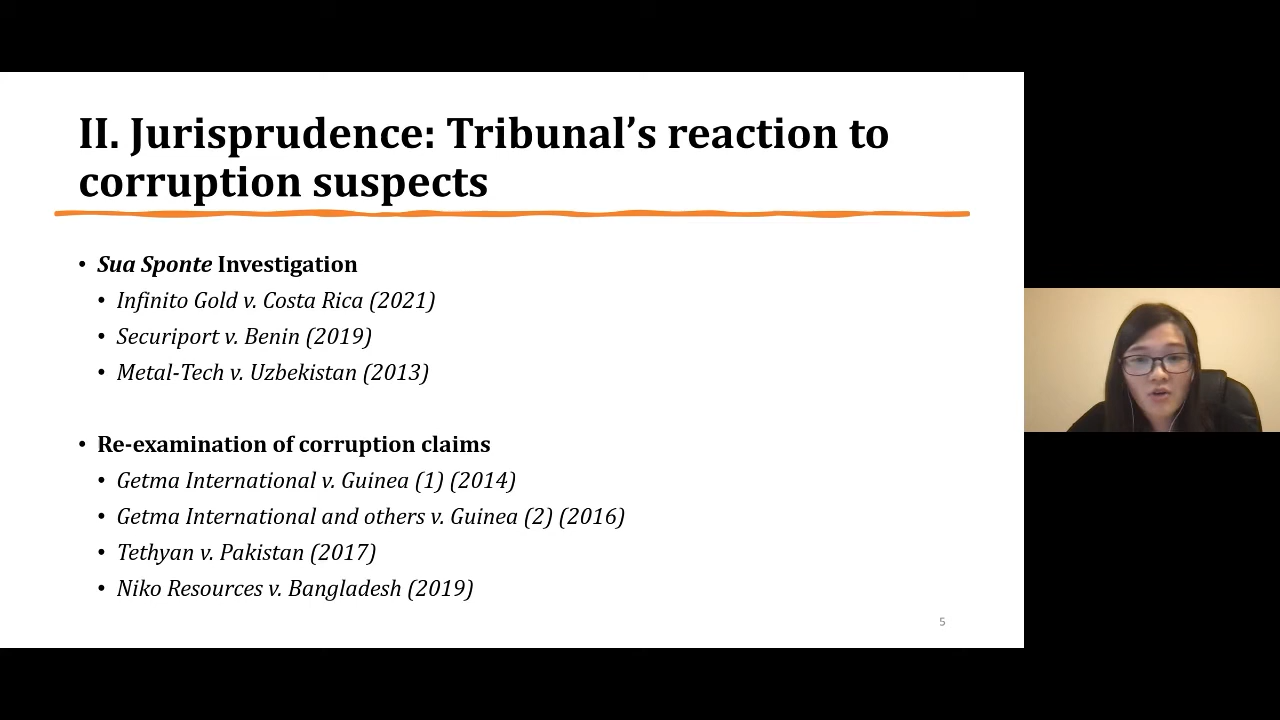 II. Jurisprudence: Tribunal’s reaction to
corruption suspects
• Sua Sponte Investigation
• Infinito Gold v. Costa Rica (2021)
• Securiport v. Benin (2019)
• Metal-Tech v. Uzbekistan (2013)
• Re-examination of corruption claims
• Getma International v. Guinea (1) (2014)
• Getma International and others v. Guinea (2) (2016)
• Tethyan v. Pakistan (2017)
• Niko Resources v. Bangladesh (2019)
5